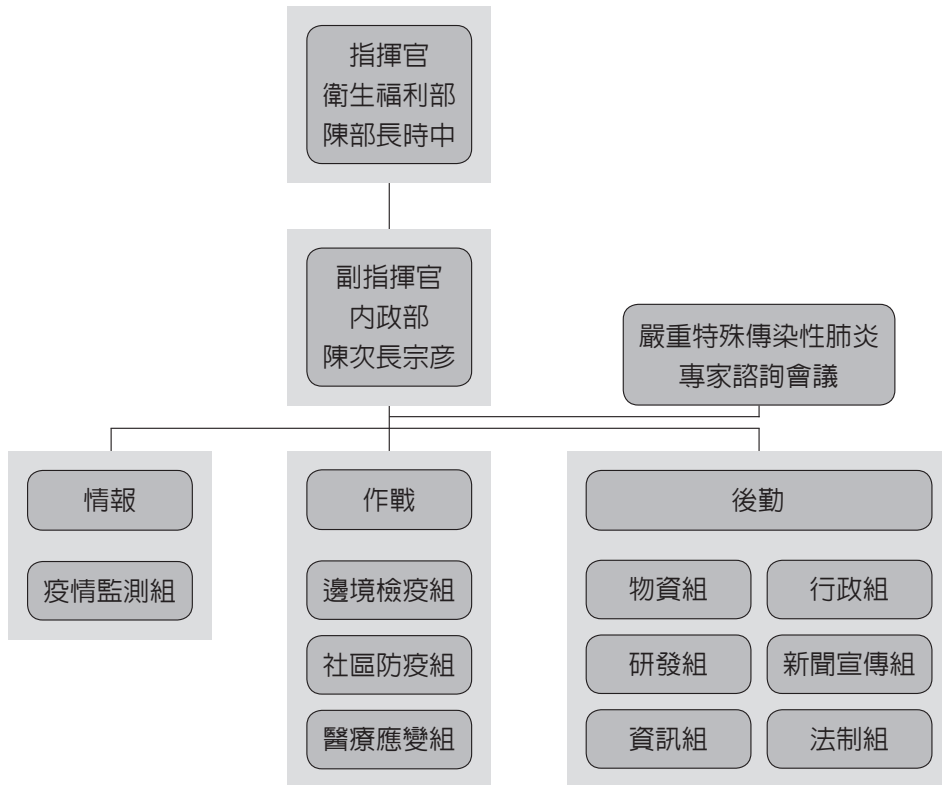 指揮官
衛生福利部
陳部長時中
副指揮官
內政部
陳次長宗彥
嚴重特殊傳染性肺炎
專家諮詢會議
情報
疫情監測組
作戰
邊境檢疫組
社區防疫組
醫療應變組
後勤
物資組
行政組
研發組
新聞宣傳組
資訊組
法制組